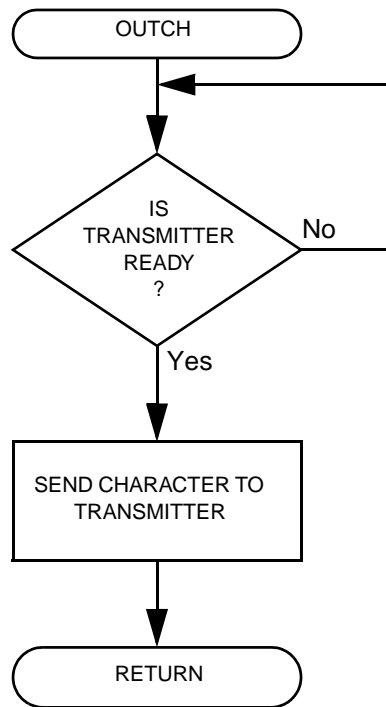 OUTCH
IS
TRANSMITTER
READY
?
No
Yes
SEND CHARACTER TO
TRANSMITTER
RETURN